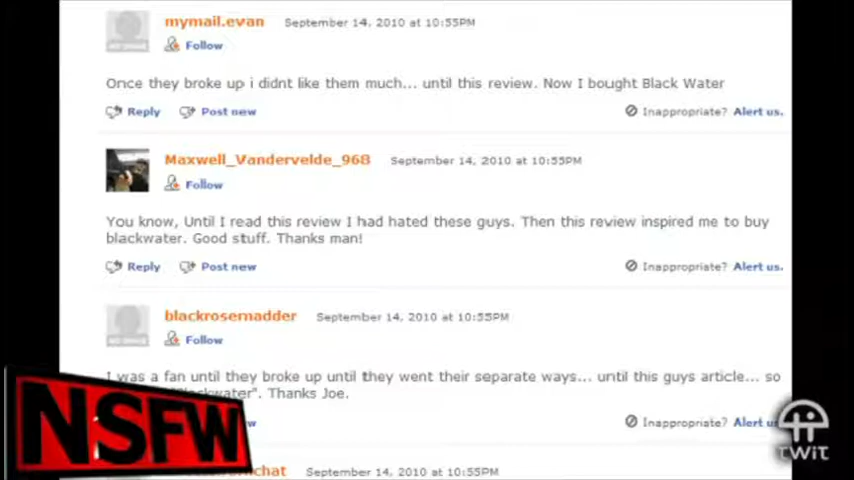 mymail.evan September 14, 2010 at 10:55PM
Follow
Once they broke up i didnt like them much... until this review. Now I bought Black Water
Reply Post new Inappropriate? Alert us.
Maxwell_Vandervelde_968 September 14, 2010 at 10:55PM
Follow
You know, Until I read this review I had hated these guys. Then this review inspired me to buy
blackwater. Good stuff. Thanks man!
Reply Post new Inappropriate? Alert us.
blackrosemadder September 14, 2010 at 10:55PM
Follow
I was a fan until they broke up until they went their separate ways... until this guys article... so
Thanks Joe.
Inappropriate? Alert
September 14, 2010 at 10:55PM
NSFW
TWiT